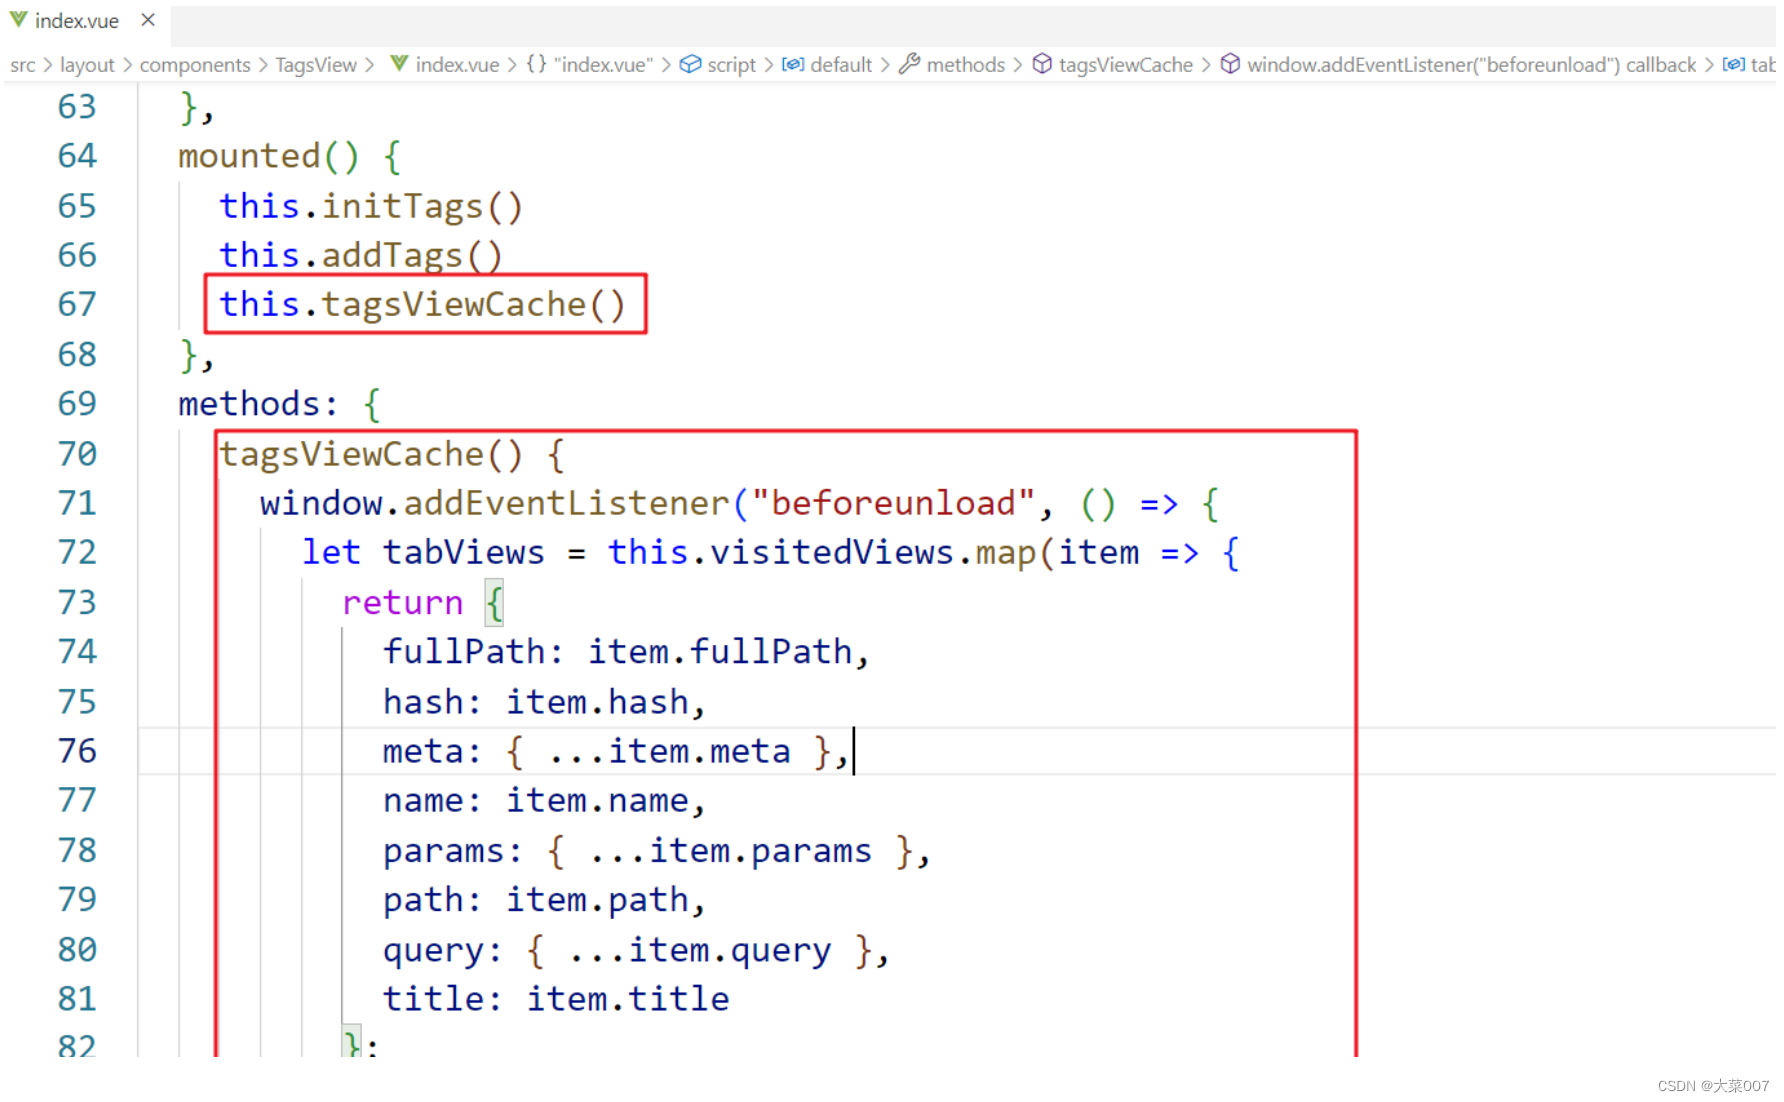 index.vue ×
src > layout > components > TagsView > index.vue > {} "index.vue" > script > default > methods > tagsViewCache > window.addEventListener("beforeunload") callback > tab
63 },
64 mounted() {
65 this.initTags()
66 this.addTags()
67 this.tagsViewCache()
68 },
69 methods: {
70 tagsViewCache() {
71 window.addEventListener("beforeunload", () => {
72 let tabViews = this.visitedViews.map(item => {
73 return {
74 fullPath: item.fullPath,
75 hash: item.hash,
76 meta: { ...item.meta },
77 name: item.name,
78 params: { ...item.params },
79 path: item.path,
80 query: { ...item.query },
81 title: item.title
82 };
CSDN @大菜007